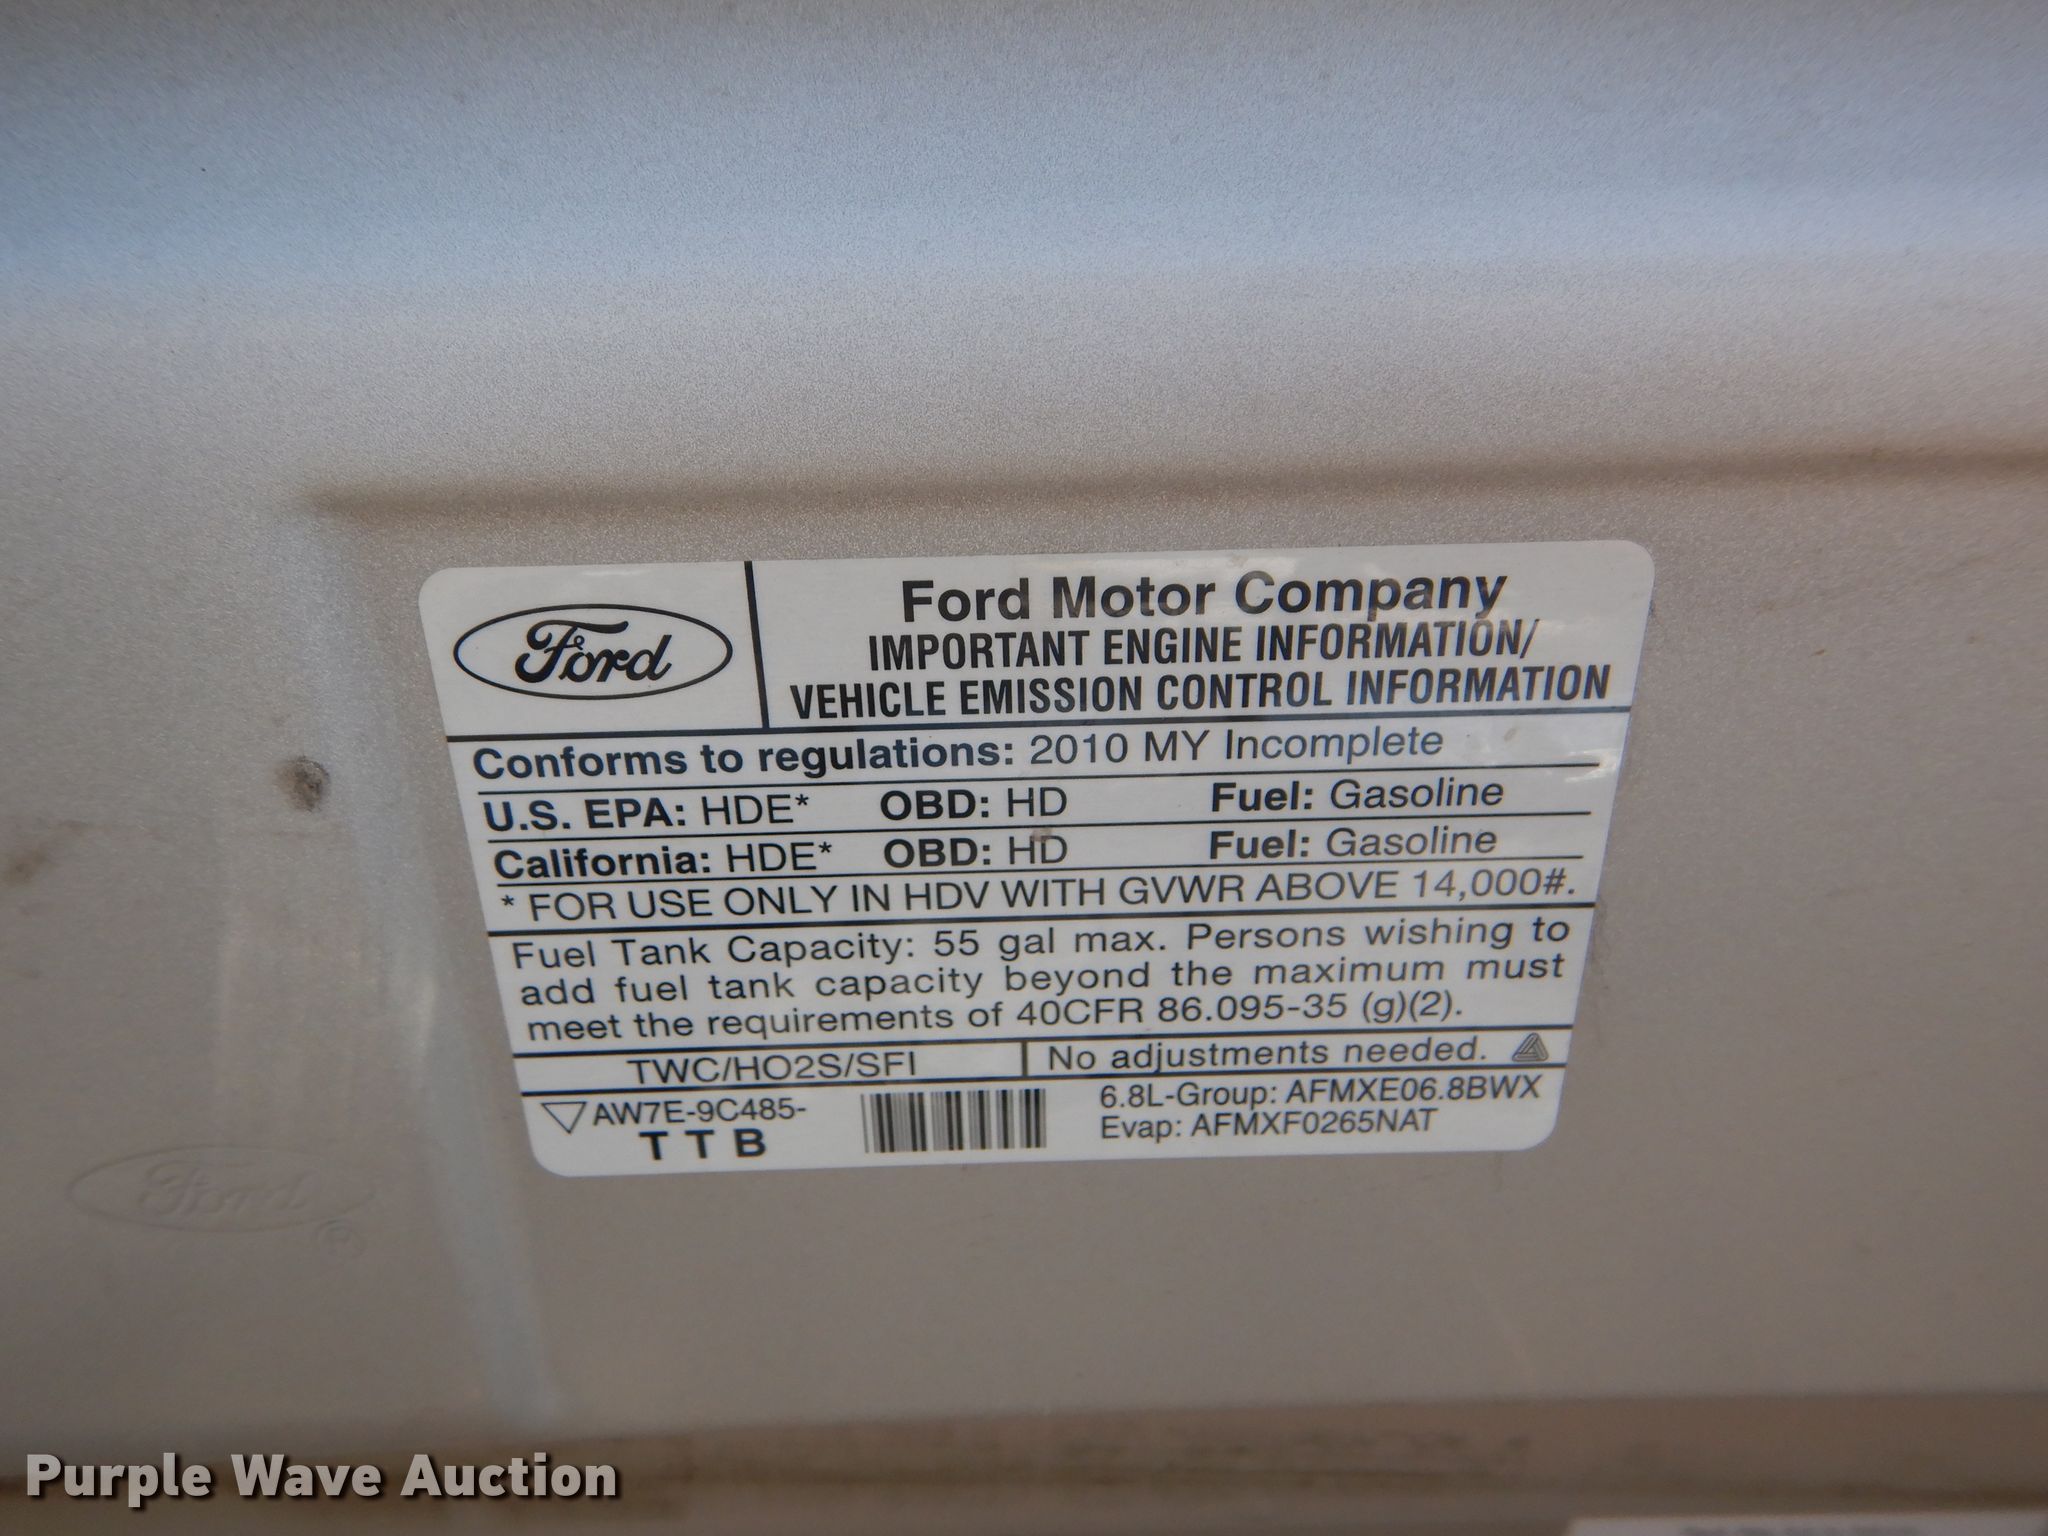 Ford
Ford Motor Company
IMPORTANT ENGINE INFORMATION/
VEHICLE EMISSION CONTROL INFORMATION
Conforms to regulations: 2010 MY Incomplete
U.S. EPA: HDE* OBD: HD Fuel: Gasoline
California: HDE* OBD: HD Fuel: Gasoline
* FOR USE ONLY IN HDV WITH GVWR ABOVE 14,000#.
Fuel Tank Capacity: 55 gal max. Persons wishing to
add fuel tank capacity beyond the maximum must
meet the requirements of 40CFR 86.095-35 (g)(2).
TWC/HO2S/SFI No adjustments needed.
AW7E-9C485-
T T B
6.8L-Group: AFMXE06.8BWX
Evap: AFMXF0265NAT
Ford
®
Purple Wave Auction